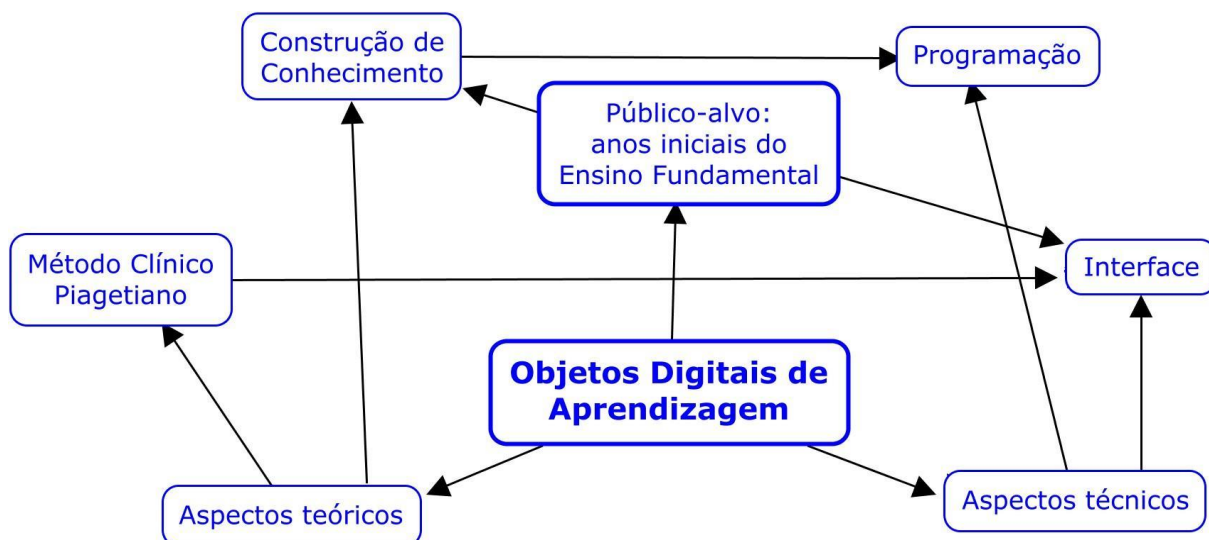 Construção de
Conhecimento
Programação
Público-alvo:
anos iniciais do
Ensino Fundamental
Método Clínico
Piagetiano
Interface
Objetos Digitais de
Aprendizagem
Aspectos teóricos
Aspectos técnicos